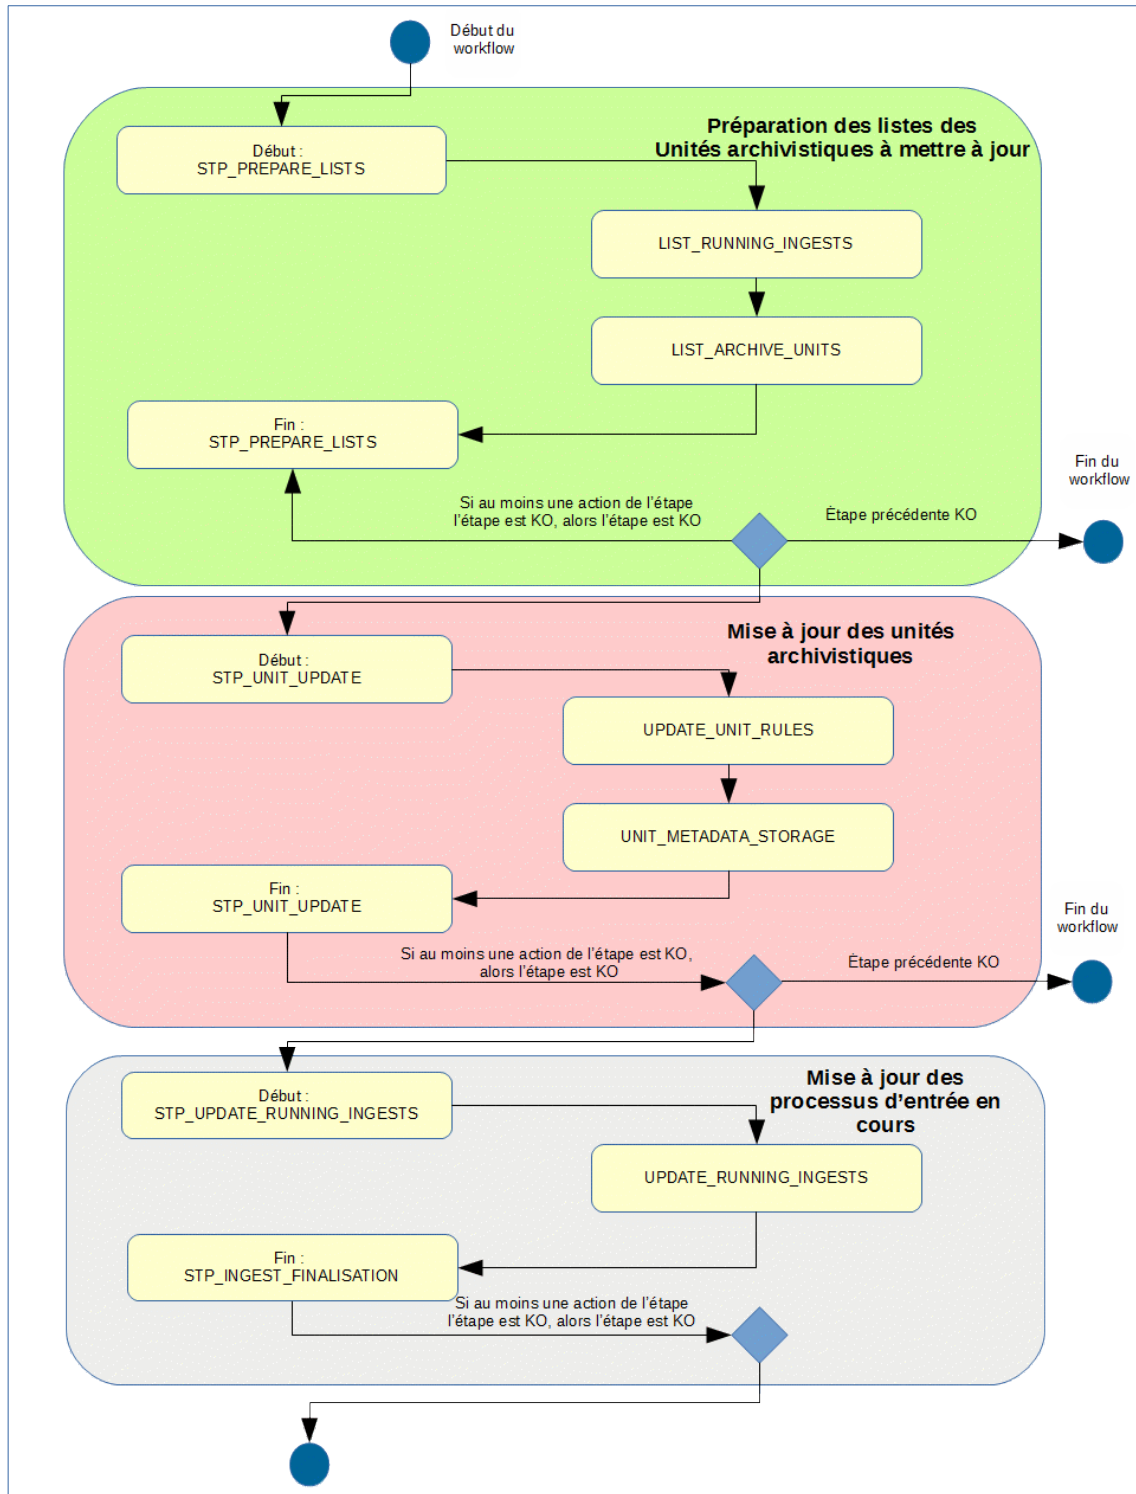 Début du
workflow
Préparation des listes des
Unités archivistiques à mettre à jour
Début :
STP_PREPARE_LISTS
LIST_RUNNING_INGESTS
LIST_ARCHIVE_UNITS
Fin :
STP_PREPARE_LISTS
Fin du
workflow
Si au moins une action de l'étape
l'étape est KO, alors l'étape est KO
Étape précédente KO
Mise à jour des unités
archivistiques
Début :
STP_UNIT_UPDATE
UPDATE_UNIT_RULES
UNIT_METADATA_STORAGE
Fin :
STP_UNIT_UPDATE
Fin du
workflow
Si au moins une action de l'étape est KO,
alors l'étape est KO
Étape précédente KO
Mise à jour des
processus d'entrée en
cours
Début :
STP_UPDATE_RUNNING_INGESTS
UPDATE_RUNNING_INGESTS
Fin :
STP_INGEST_FINALISATION
Si au moins une action de l'étape
l'étape est KO, alors l'étape est KO